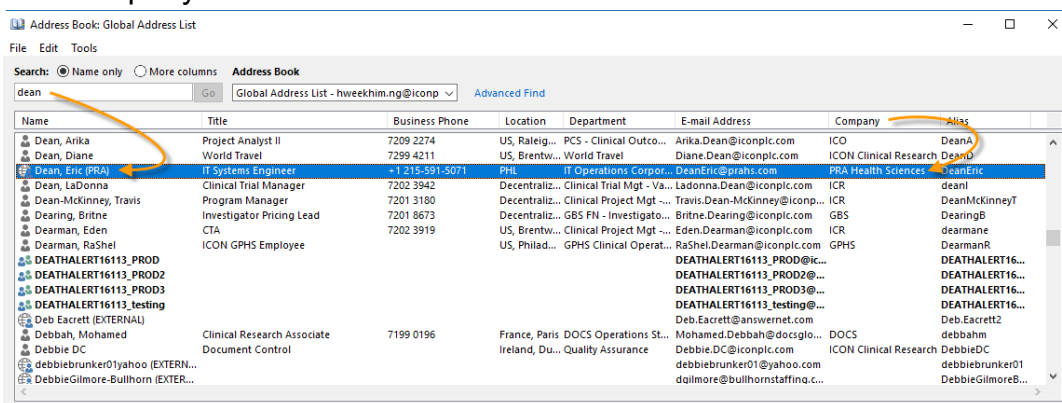 Address Book: Global Address List
File Edit Tools
Search: Name only More columns Address Book
dean Go Global Address List - hweekhim.ng@iconp Advanced Find
Name Title Business Phone Location Department E-mail Address Company Alias
Dean, Arika Project Analyst II 7209 2274 US, Raleig... PCS - Clinical Outco... Arika.Dean@iconplc.com ICO DeanA
Dean, Diane World Travel 7299 4211 US, Brentw... World Travel Diane.Dean@iconplc.com ICON Clinical Research DeanD
Dean, Eric (PRA) IT Systems Engineer +1 215-591-5071 PHL IT Operations Corpor... DeanEric@prahs.com PRA Health Sciences DeanEric
Dean, LaDonna Clinical Trial Manager 7202 3942 Decentraliz... Clinical Trial Mgt - Va... Ladonna.Dean@iconplc.com ICR deanl
Dean-McKinney, Travis Program Manager 7201 3180 Decentraliz... Clinical Project Mgt -... Travis.Dean-McKinney@iconp... ICR DeanMcKinneyT
Dearing, Britne Investigator Pricing Lead 7201 8673 Decentraliz... GBS FN - Investigato... Britne.Dearing@iconplc.com GBS DearingB
Dearman, Eden CTA 7202 3919 US, Brentw... Clinical Project Mgt -... Eden.Dearman@iconplc.com ICR dearmane
Dearman, RaShel ICON GPHS Employee US, Philad... GPHS Clinical Operat... RaShel.Dearman@iconplc.com GPHS DearmanR
DEATHALERT16113_PROD DEATHALERT16113_PROD@ic... DEATHALERT16...
DEATHALERT16113_PROD2 DEATHALERT16113_PROD2@... DEATHALERT16...
DEATHALERT16113_PROD3 DEATHALERT16113_PROD3@... DEATHALERT16...
DEATHALERT16113_testing DEATHALERT16113_testing@... DEATHALERT16...
Deb Eacrett (EXTERNAL) Deb.Eacrett@answernet.com Deb.Eacrett2
Debbah, Mohamed Clinical Research Associate 7199 0196 France, Paris DOCS Operations St... Mohamed.Debbah@docsglo... DOCS debbahm
Debbie DC Document Control Ireland, Du... Quality Assurance Debbie.DC@iconplc.com ICON Clinical Research DebbieDC
debbiebrunker01yahoo (EXTERN... debbiebrunker01@yahoo.com debbiebrunker01
DebbieGilmore-Bullhorn (EXTER... dgilmore@bullhornstaffing.c... DebbieGilmoreB...